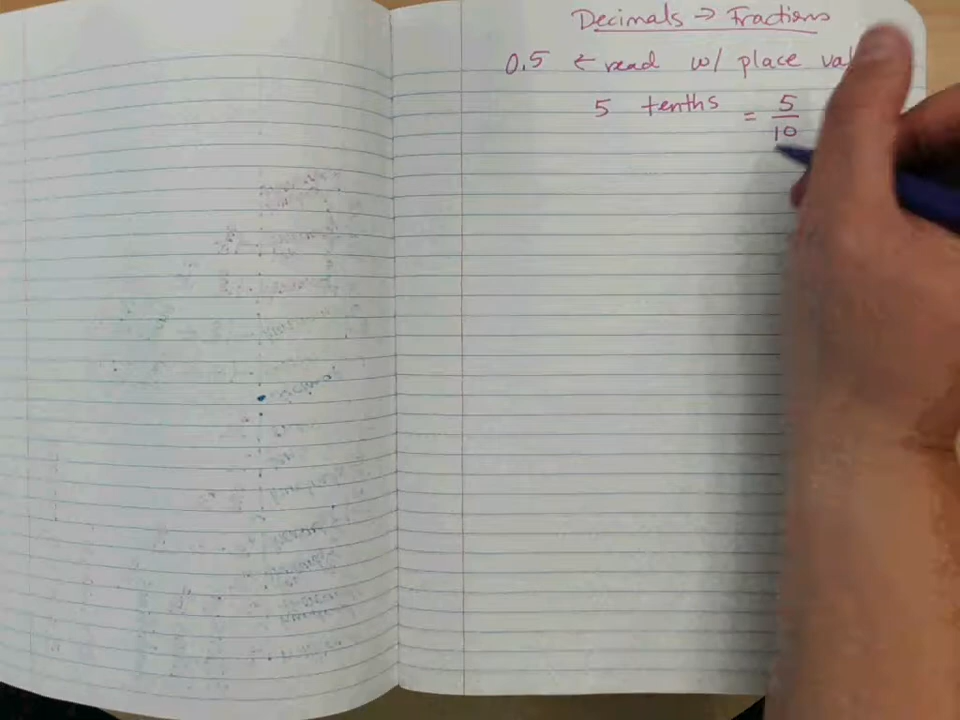 Decimals → Fractions
0.5 ← read w/ place
5 tenths = 5/10